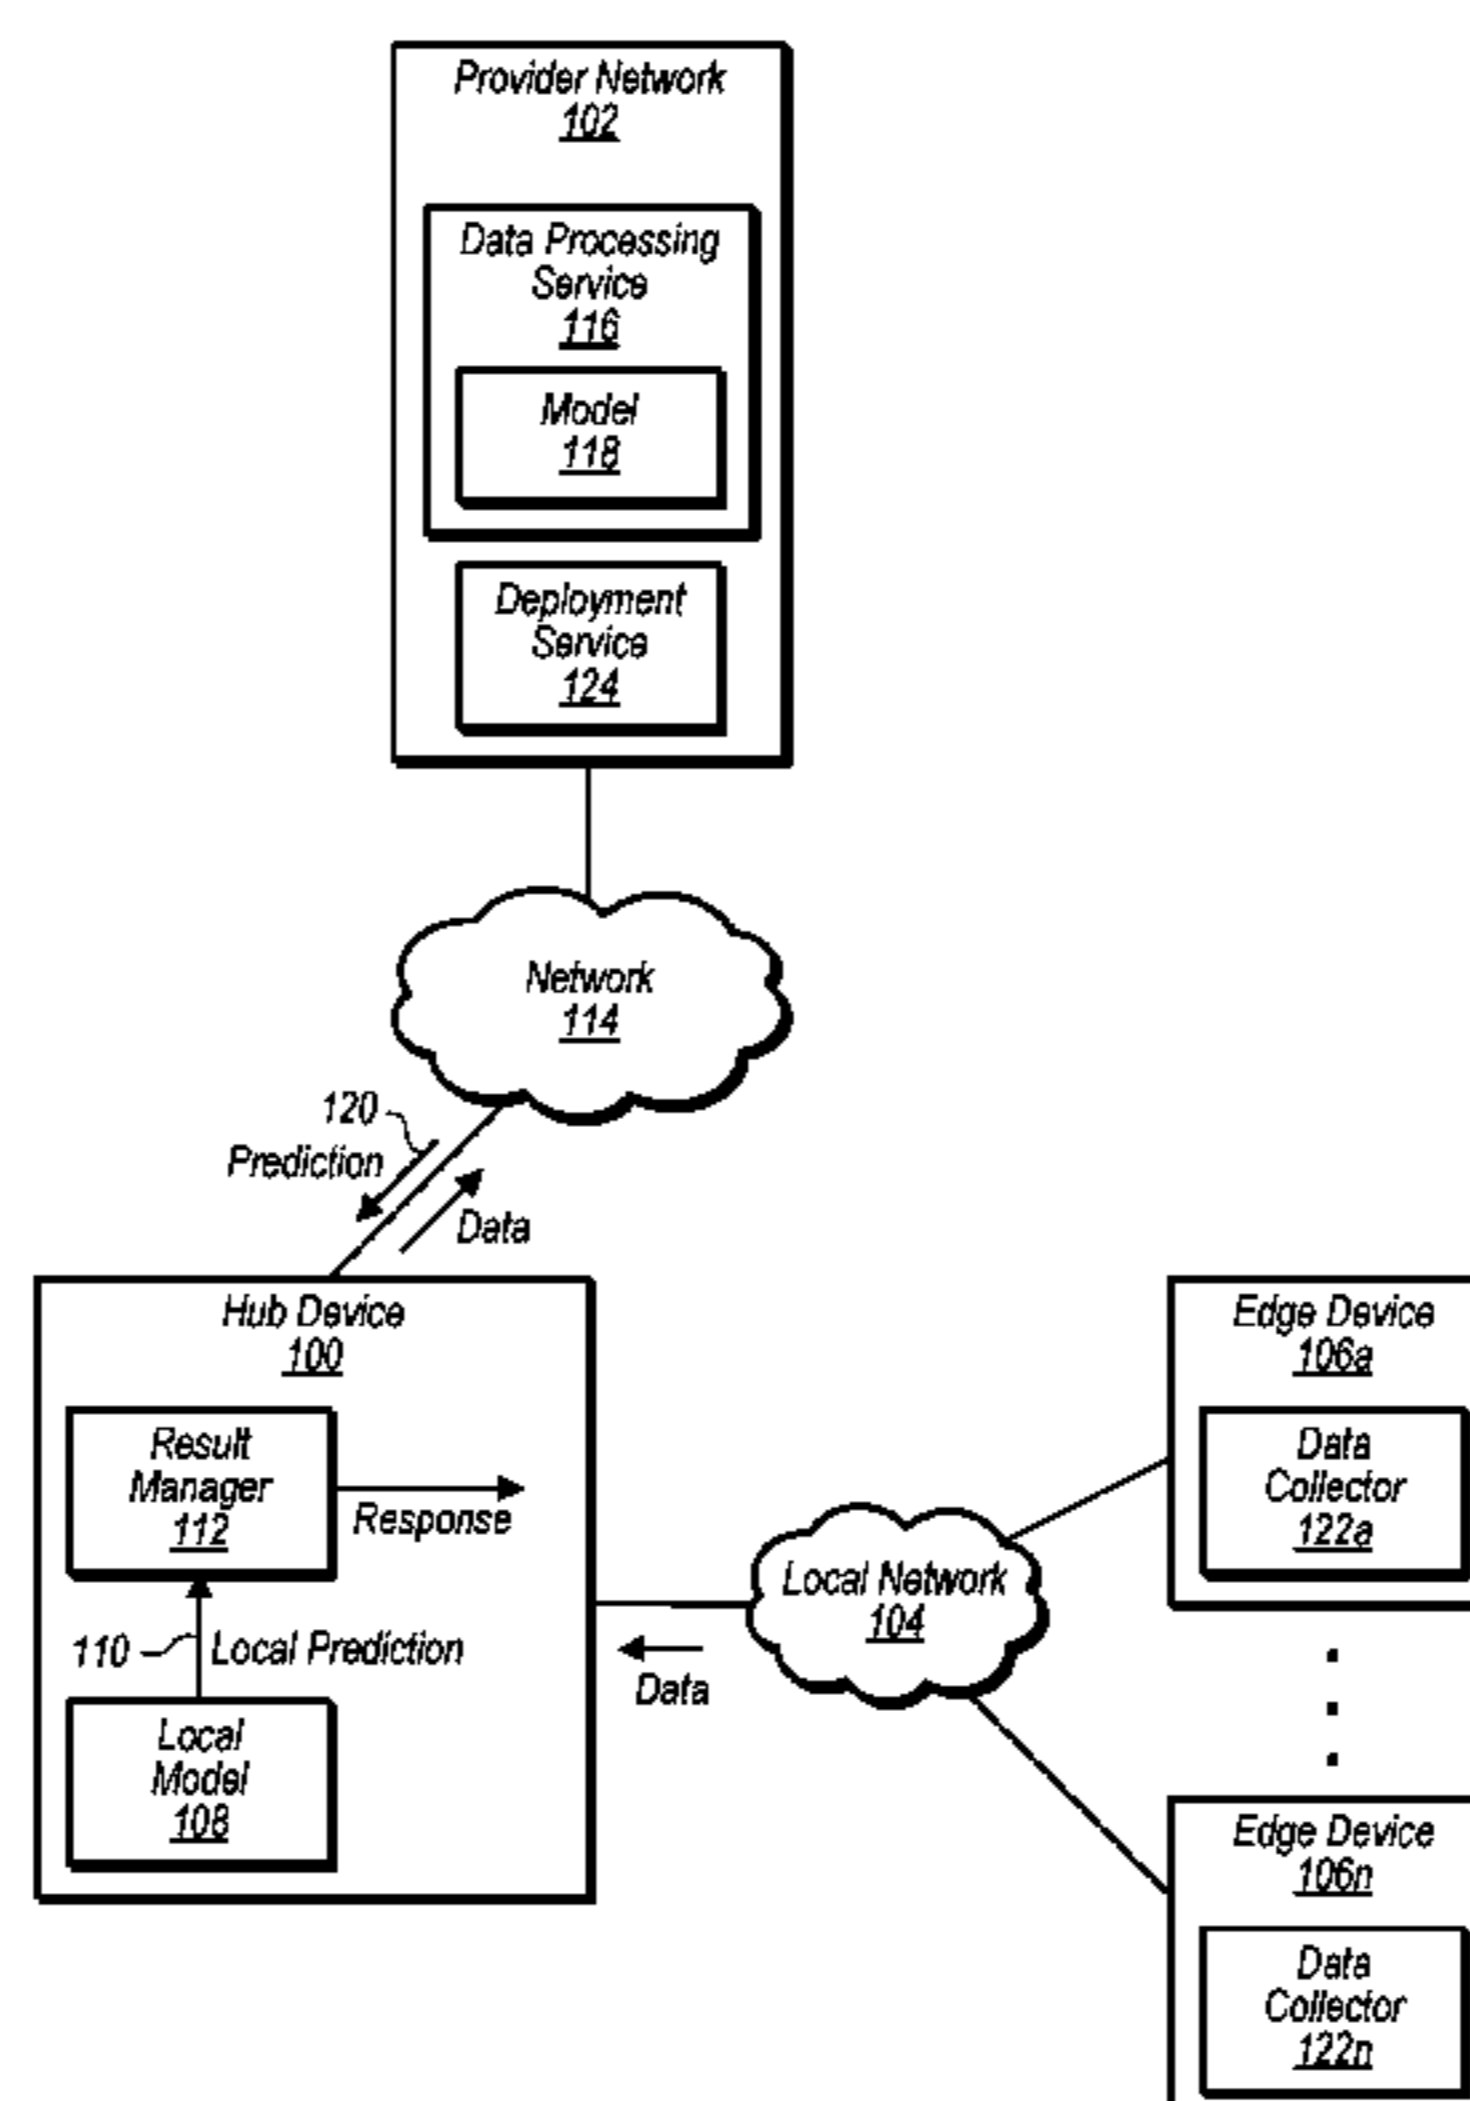 Provider Network
102
Data Processing
Service
116
Model
118
Deployment
Service
124
Network
114
120
Prediction
Data
Hub Device
100
Result
Manager
112
Response
110
Local Prediction
Local
Model
108
Local Network
104
Data
Edge Device
106a
Data
Collector
122a
Edge Device
106n
Data
Collector
122n